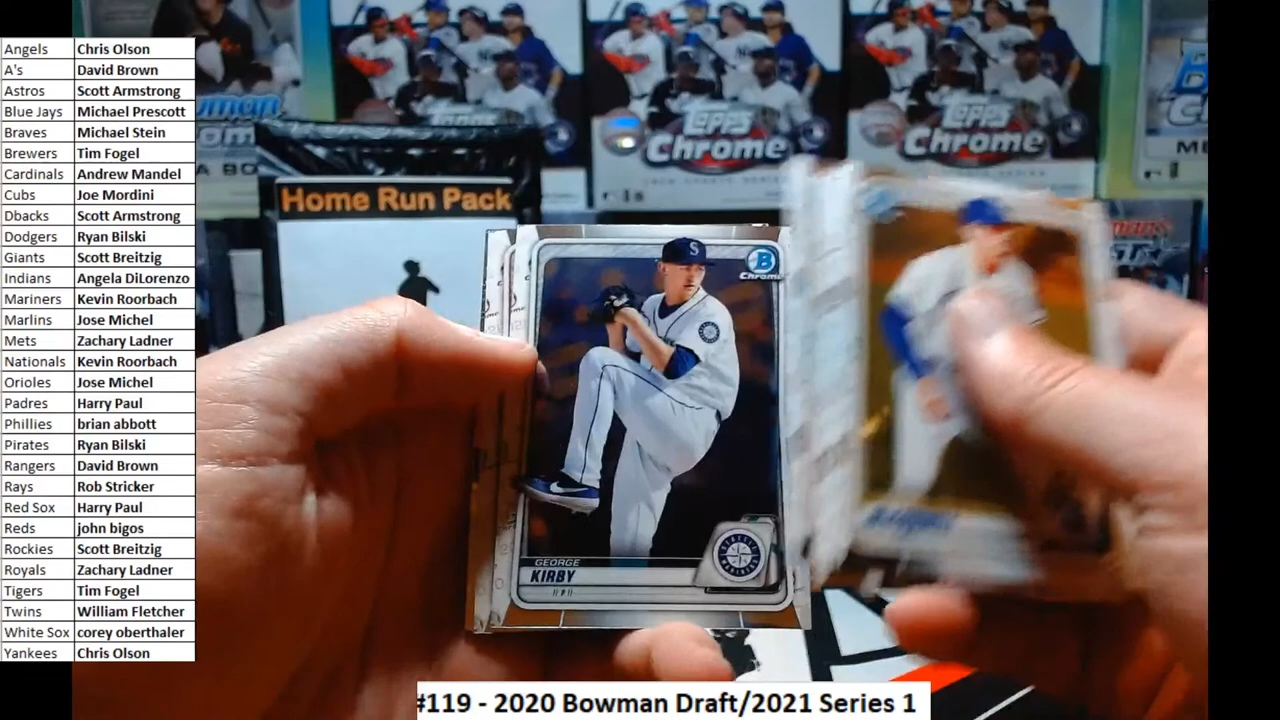 Angels Chris Olson
A's David Brown
Astros Scott Armstrong
Blue Jays Michael Prescott
Braves Michael Stein
Brewers Tim Fogel
Cardinals Andrew Mandel
Cubs Joe Mordini
Dbacks Scott Armstrong
Dodgers Ryan Bilski
Giants Scott Breitzig
Indians Angela DiLorenzo
Mariners Kevin Roorbach
Marlins Jose Michel
Mets Zachary Ladner
Nationals Kevin Roorbach
Orioles Jose Michel
Padres Harry Paul
Phillies brian abbott
Pirates Ryan Bilski
Rangers David Brown
Rays Rob Stricker
Red Sox Harry Paul
Reds john bigos
Rockies Scott Breitzig
Royals Zachary Ladner
Tigers Tim Fogel
Twins William Fletcher
White Sox corey oberthaler
Yankees Chris Olson
Topps Chrome
Topps Chrome
Home Run Pack
S
B
Chrome
GEORGE
KIRBY
P
#119 - 2020 Bowman Draft/2021 Series 1